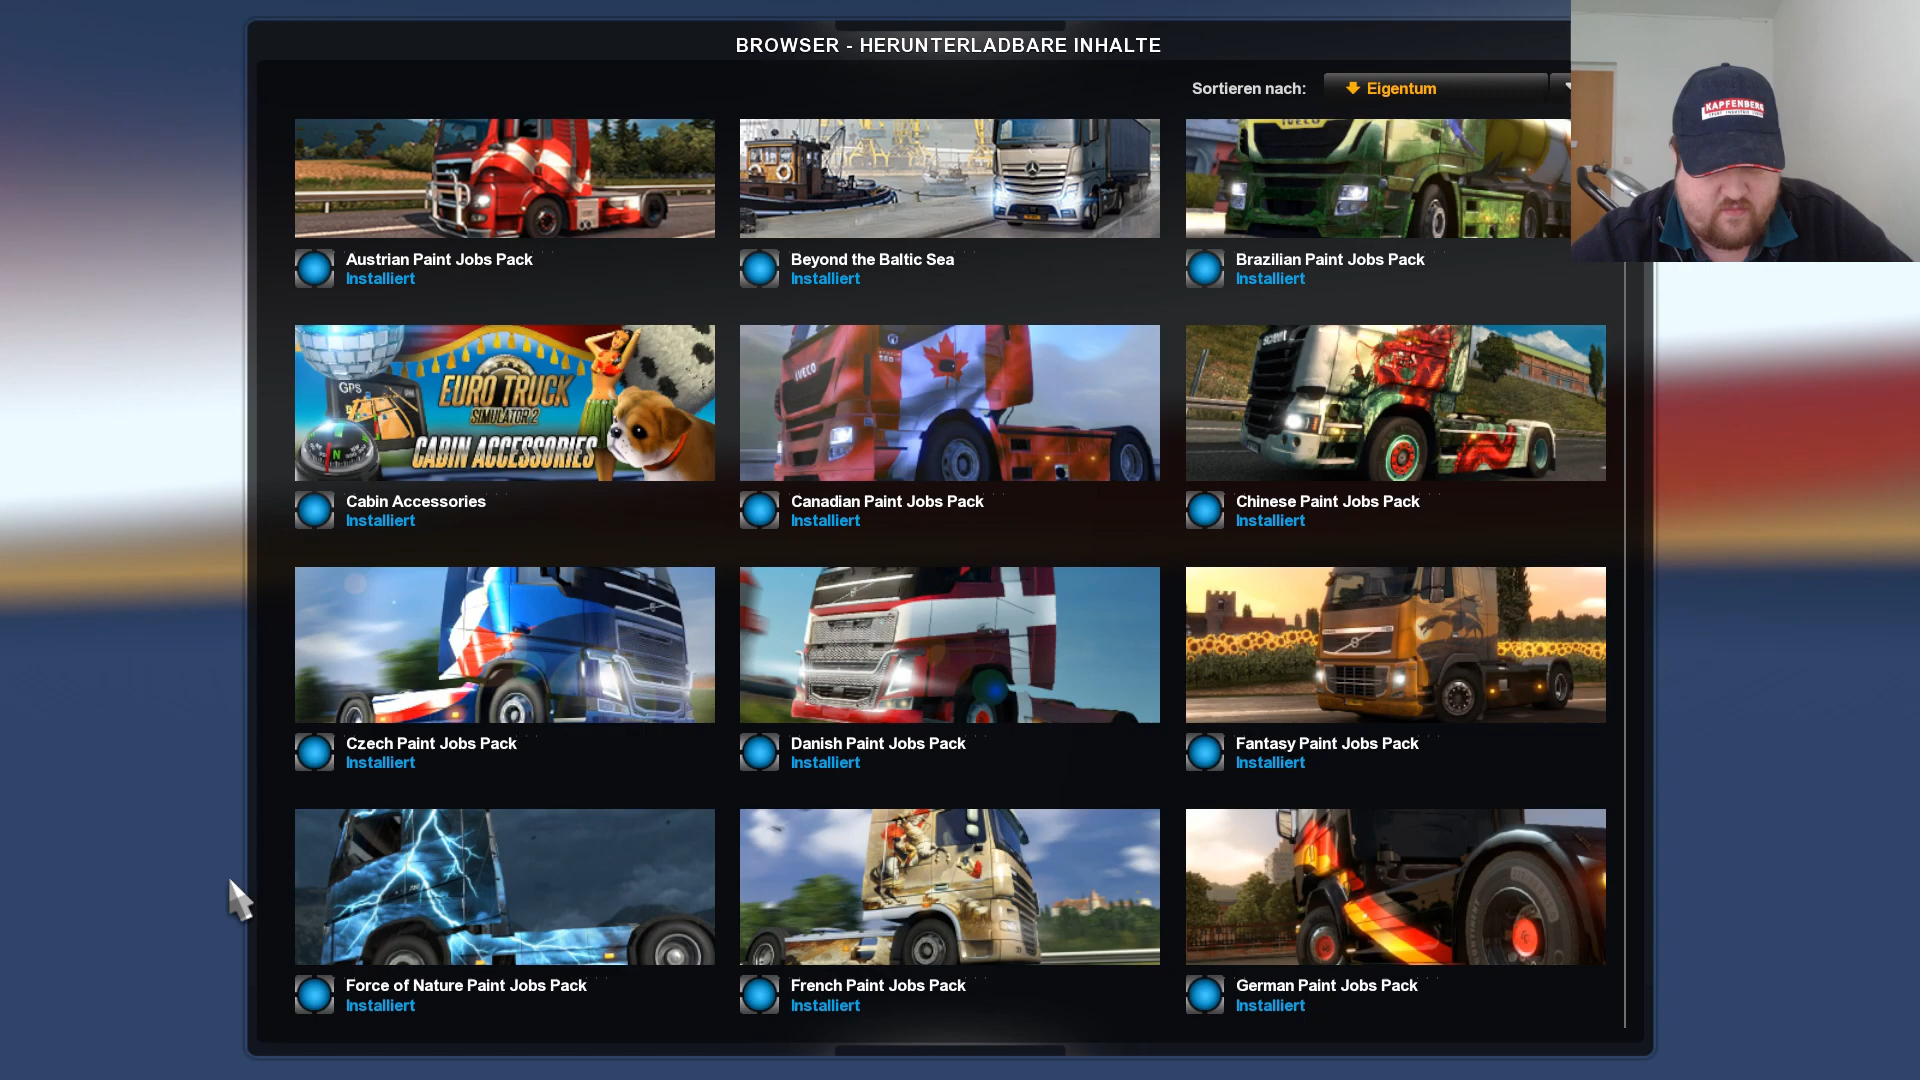 BROWSER - HERUNTERLADBARE INHALTE
Sortieren nach: Eigentum
KAPFENBERG
IVECO
Austrian Paint Jobs Pack
Installiert
Beyond the Baltic Sea
Installiert
Brazilian Paint Jobs Pack
Installiert
GPS
EURO TRUCK
SIMULATOR 2
CABIN ACCESSORIES
N
IVECO
Cabin Accessories
Installiert
Canadian Paint Jobs Pack
Installiert
Chinese Paint Jobs Pack
Installiert
Czech Paint Jobs Pack
Installiert
Danish Paint Jobs Pack
Installiert
Fantasy Paint Jobs Pack
Installiert
Force of Nature Paint Jobs Pack
Installiert
French Paint Jobs Pack
Installiert
German Paint Jobs Pack
Installiert